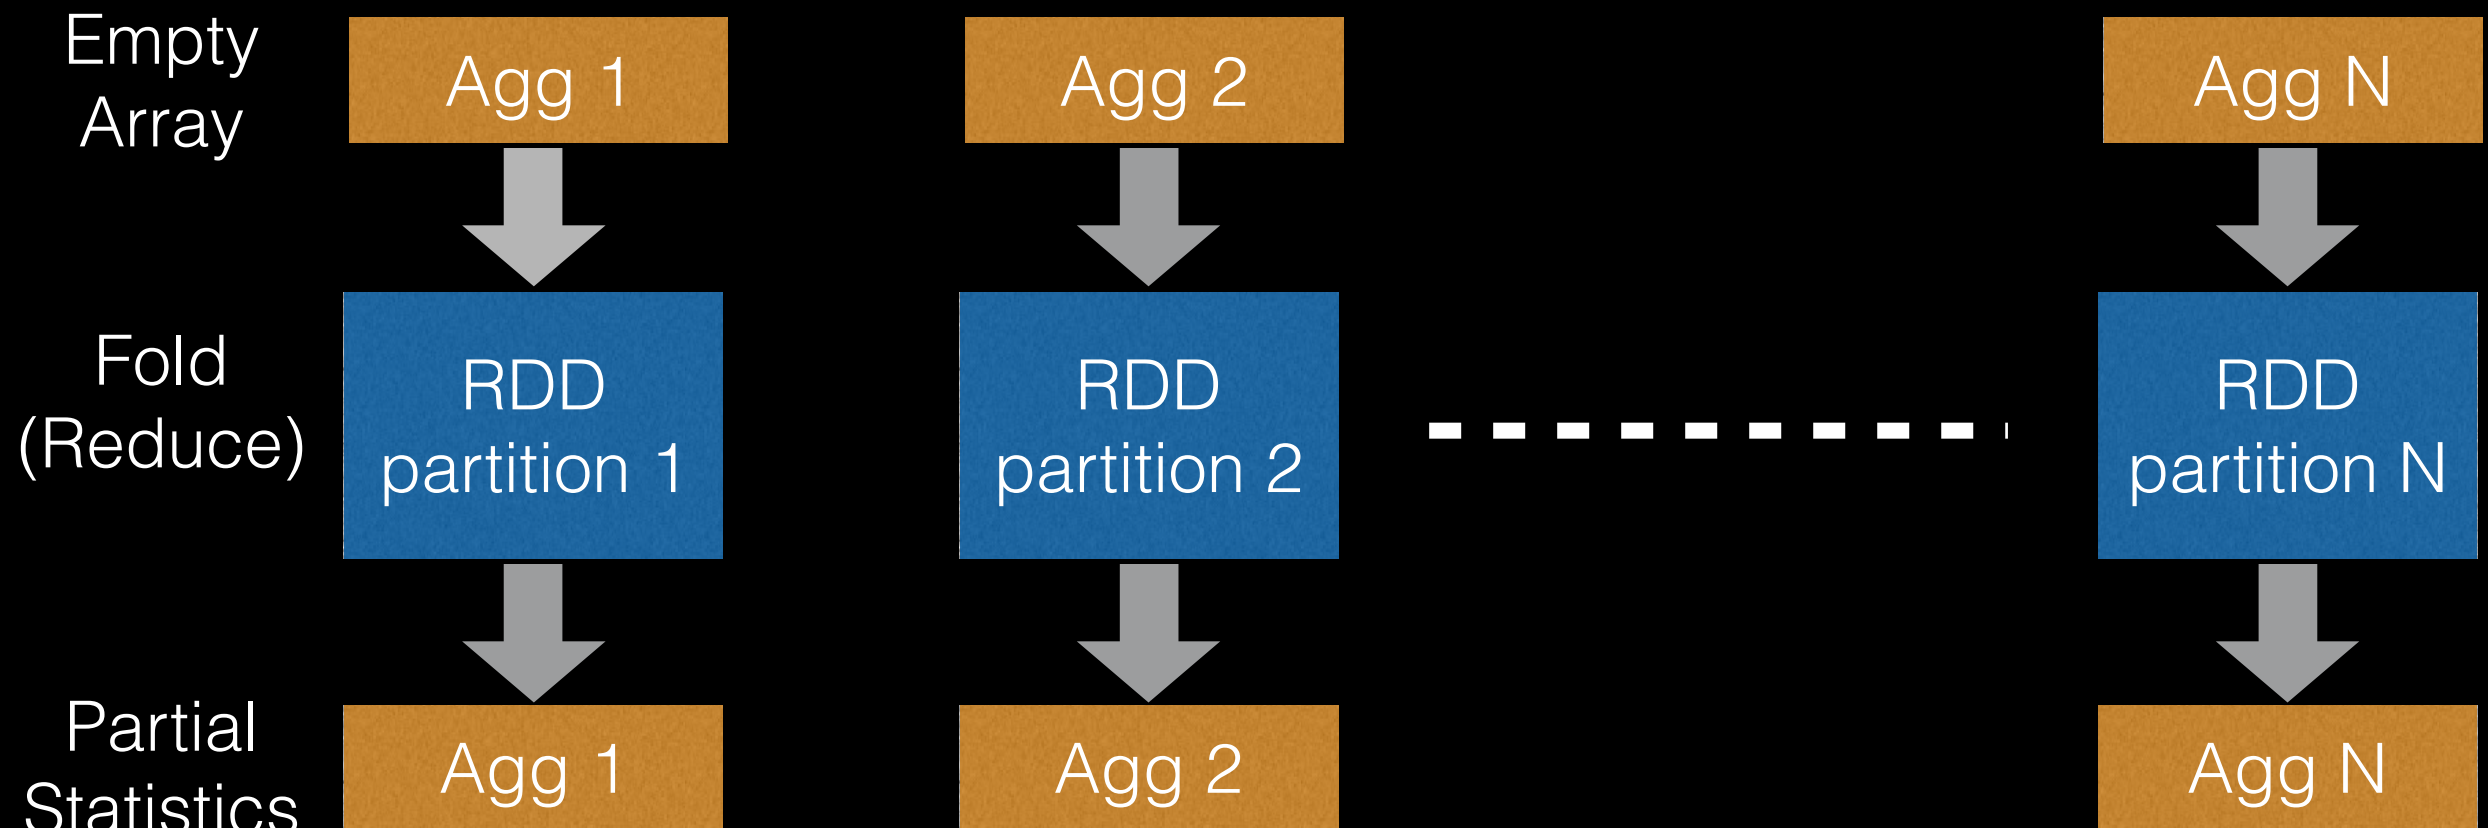 Empty
Array
Agg 1
Agg 2
Agg N
Fold
(Reduce)
RDD
partition 1
RDD
partition 2
RDD
partition N
Partial
Statistics
Agg 1
Agg 2
Agg N